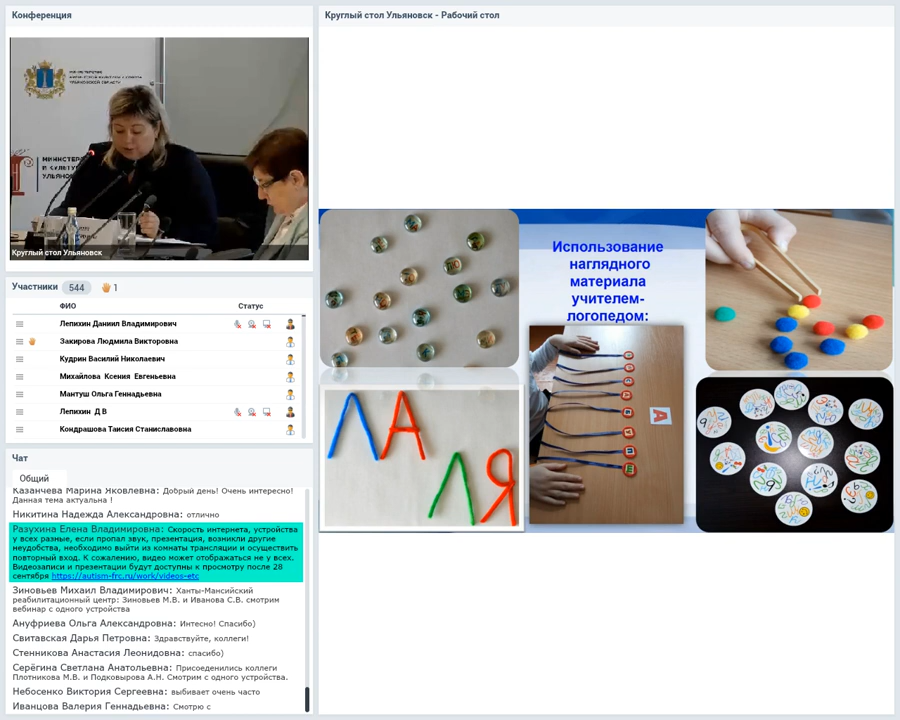 Конференция
МИНИСТЕРС
И КУЛЬТУ
УЛЬЯНО
Круглый стол Ульяновск
Участники 544 1
ФИО Статус
Лепихин Даниил Владимирович
Закирова Людмила Викторовна
Кудрин Василий Николаевич
Михайлова Ксения Евгеньевна
Мантуш Ольга Геннадьевна
Лепихин Д В
Кондрашова Таисия Станиславовна
Чат
Общий
Казанчева Марина Яковлевна: Добрый день! Очень интересно!
Данная тема актуальна !
Никитина Надежда Александровна: отлично
Разухина Елена Владимировна: Скорость интернета, устройства
у всех разные, если пропал звук, презентация, возникли другие
неудобства, необходимо выйти из комнаты трансляции и осуществить
повторный вход. К сожалению, видео может отображаться не у всех.
Видеозаписи и презентации будут доступны к просмотру после 28
сентября https://autism-frc.ru/work/videos-etc
Зиновьев Михаил Владимирович: Ханты-Мансийский
реабилитационный центр: Зиновьев М.В. и Иванова С.В. смотрим
вебинар с одного устройства
Ануфриева Ольга Александровна: Интесно! Спасибо)
Свитавская Дарья Петровна: Здравствуйте, коллеги!
Стенникова Анастасия Леонидовна: спасибо)
Серёгина Светлана Анатольевна: Присоеденились коллеги
Плотникова М.В. и Подковырова А.Н. Смотрим с одного устройства.
Небосенко Виктория Сергеевна: выбивает очень часто
Иванцова Валерия Геннадьевна: Смотрю с
Круглый стол Ульяновск - Рабочий стол
Использование
наглядного
материала
учителем-
логопедом:
А
ЛА
ЛЯ